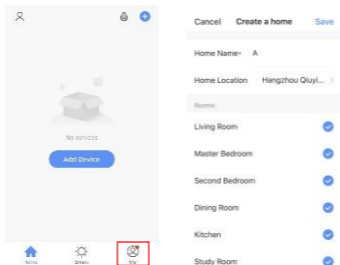 No devices
Add Device
Cancel Create a home Save
Home Name* A
Home Location Hangzhou Qiuyi... >
Rooms
Living Room
Master Bedroom
Second Bedroom
Dining Room
Kitchen
Study Room